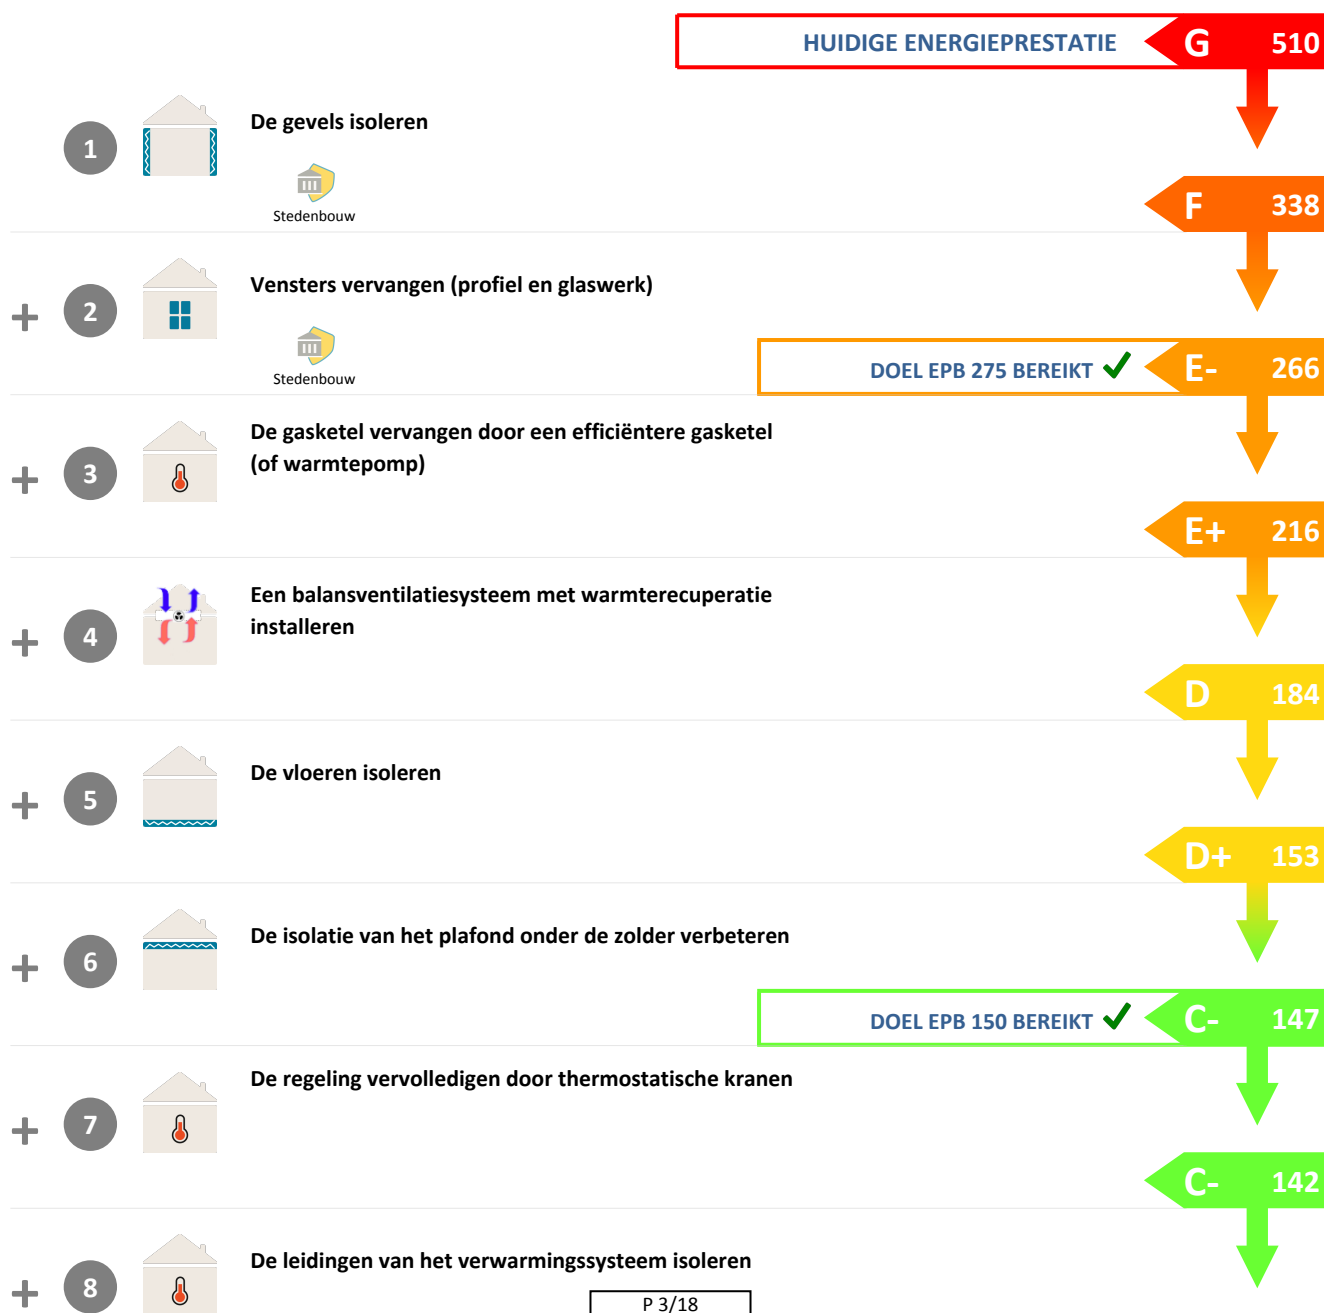 HUIDIGE ENERGIEPRESTATIE G 510
1 De gevels isoleren
Stedenbouw
F 338
+ 2 Vensters vervangen (profiel en glaswerk)
Stedenbouw
DOEL EPB 275 BEREIKT ✓ E- 266
+ 3 De gasketel vervangen door een efficiëntere gasketel
(of warmtepomp)
E+ 216
+ 4 Een balansventilatiesysteem met warmterecuperatie
installeren
D 184
+ 5 De vloeren isoleren
D+ 153
+ 6 De isolatie van het plafond onder de zolder verbeteren
DOEL EPB 150 BEREIKT ✓ C- 147
+ 7 De regeling vervolledigen door thermostatische kranen
C- 142
+ 8 De leidingen van het verwarmingssysteem isoleren
P 3/18